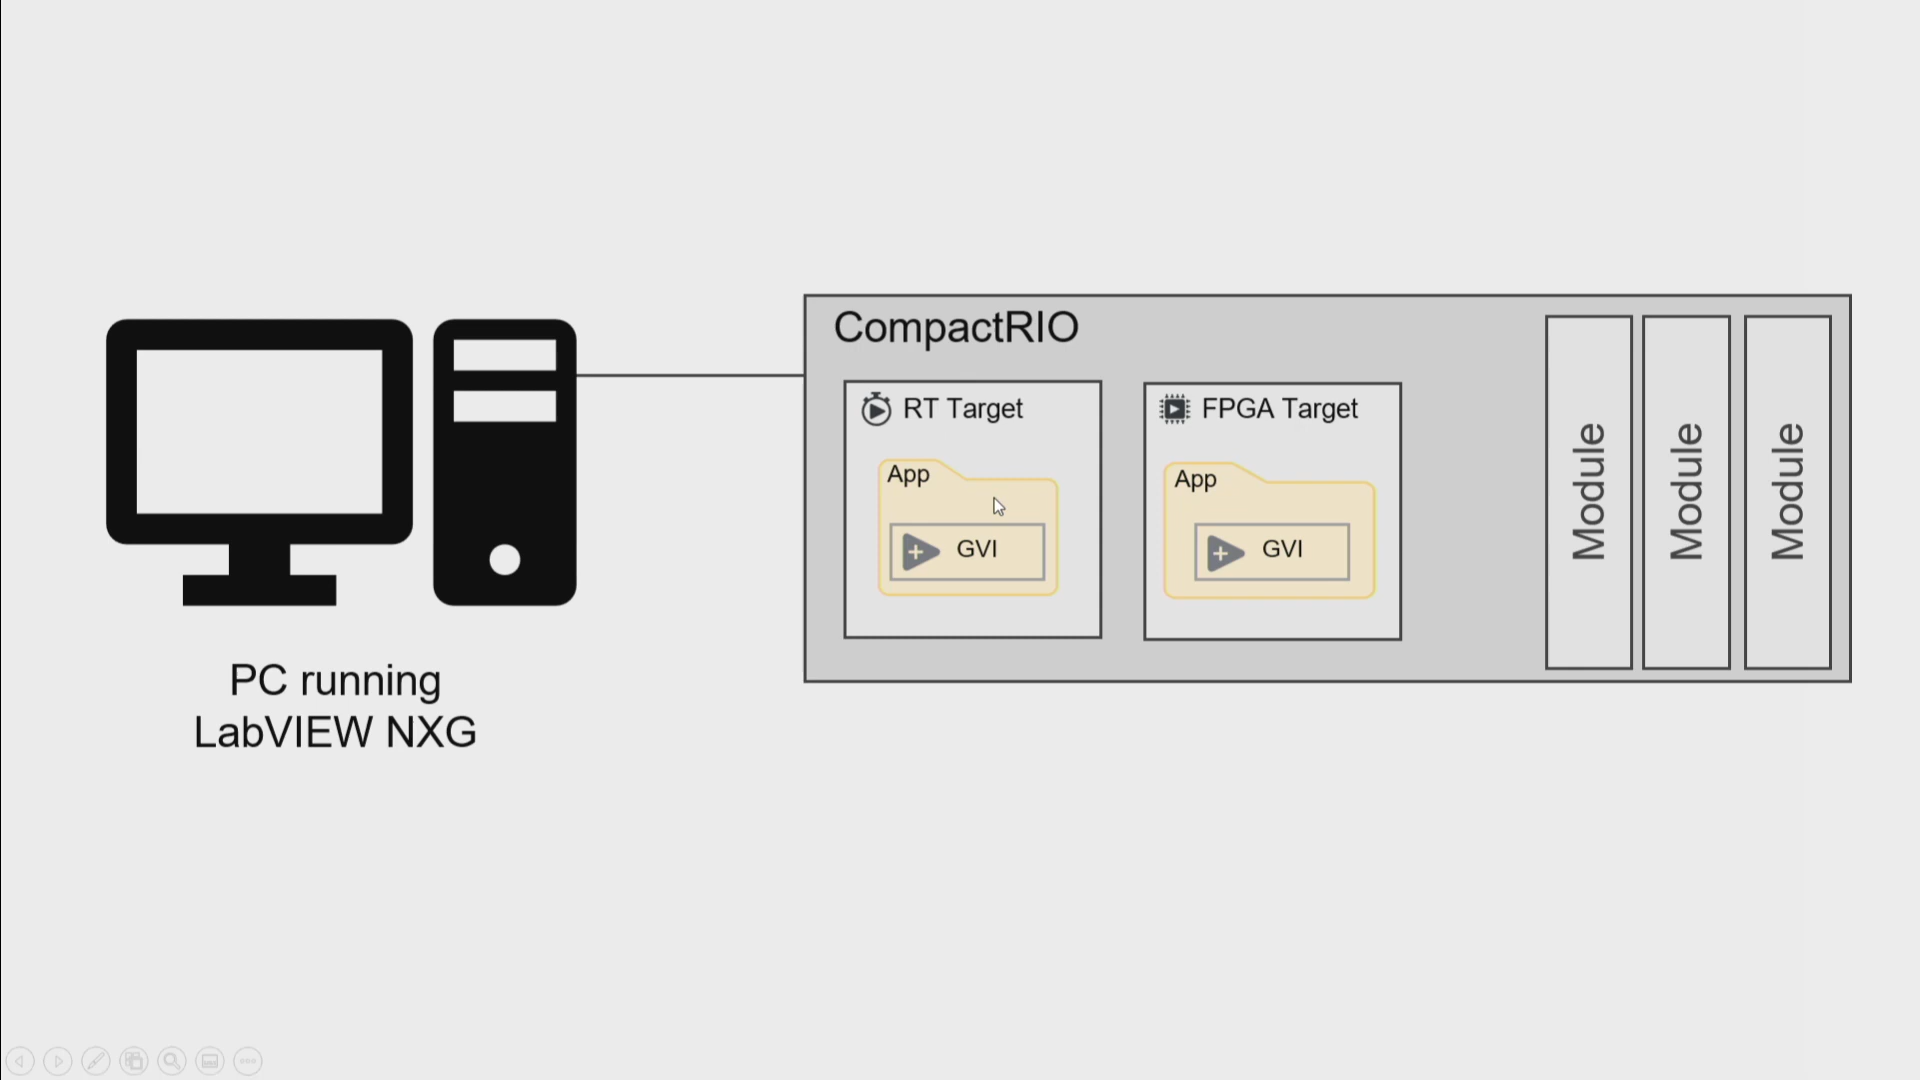 CompactRIO
RT Target
FPGA Target
App
GVI
App
GVI
Module
Module
Module
PC running
LabVIEW NXG